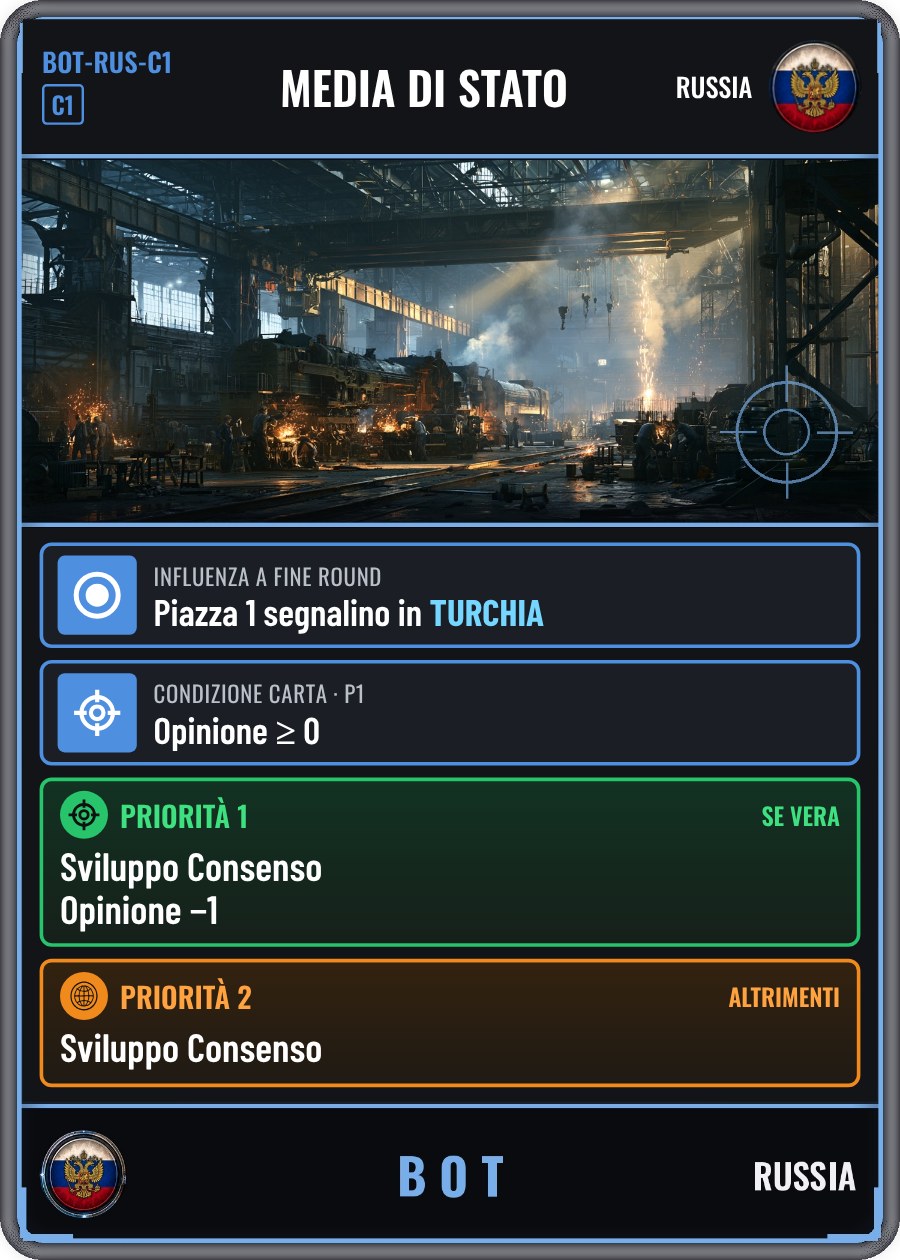 BOT-RUS-C1
C1
MEDIA DI STATO
RUSSIA
INFLUENZA A FINE ROUND
Piazza 1 segnalino in TURCHIA
CONDIZIONE CARTA · P1
Opinione ≥ 0
PRIORITÀ 1
SE VERA
Sviluppo Consenso
Opinione −1
PRIORITÀ 2
ALTRIMENTI
Sviluppo Consenso
BOT
RUSSIA